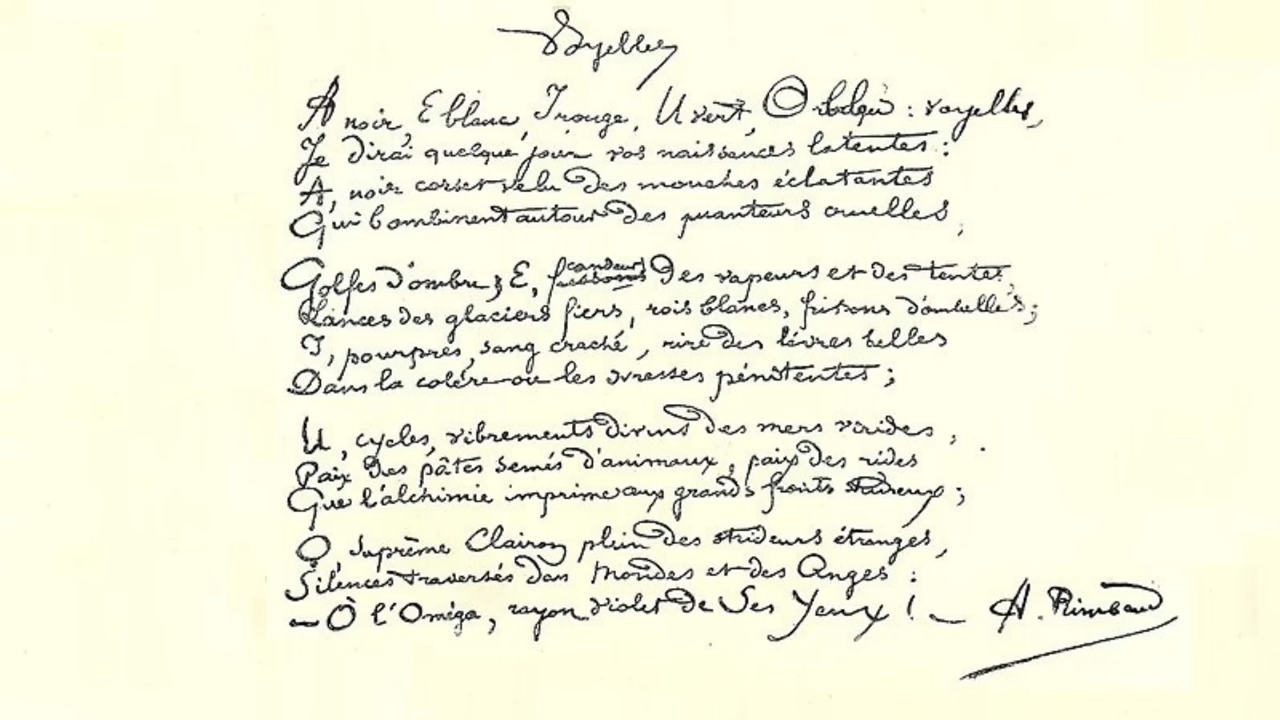 Voyelles
A noir, E blanc, I rouge, U vert, O bleu : voyelles,
Je dirai quelque jour vos naissances latentes :
A, noir corset velu des mouches éclatantes
Qui bombinent autour des puanteurs cruelles,
Golfes d'ombre ; E, candeurs des vapeurs et des tentes,
Lances des glaciers fiers, rois blancs, frissons d'ombelles ;
I, pourpres, sang craché, rire des lèvres belles
Dans la colère ou les ivresses pénitentes ;
U, cycles, vibrements divins des mers virides,
Paix des pâtis semés d'animaux, paix des rides
Que l'alchimie imprime aux grands fronts studieux ;
O, suprême Clairon plein des strideurs étranges,
Silences traversés des Mondes et des Anges :
— O l'Oméga, rayon violet de Ses Yeux ! — A. Rimbaud